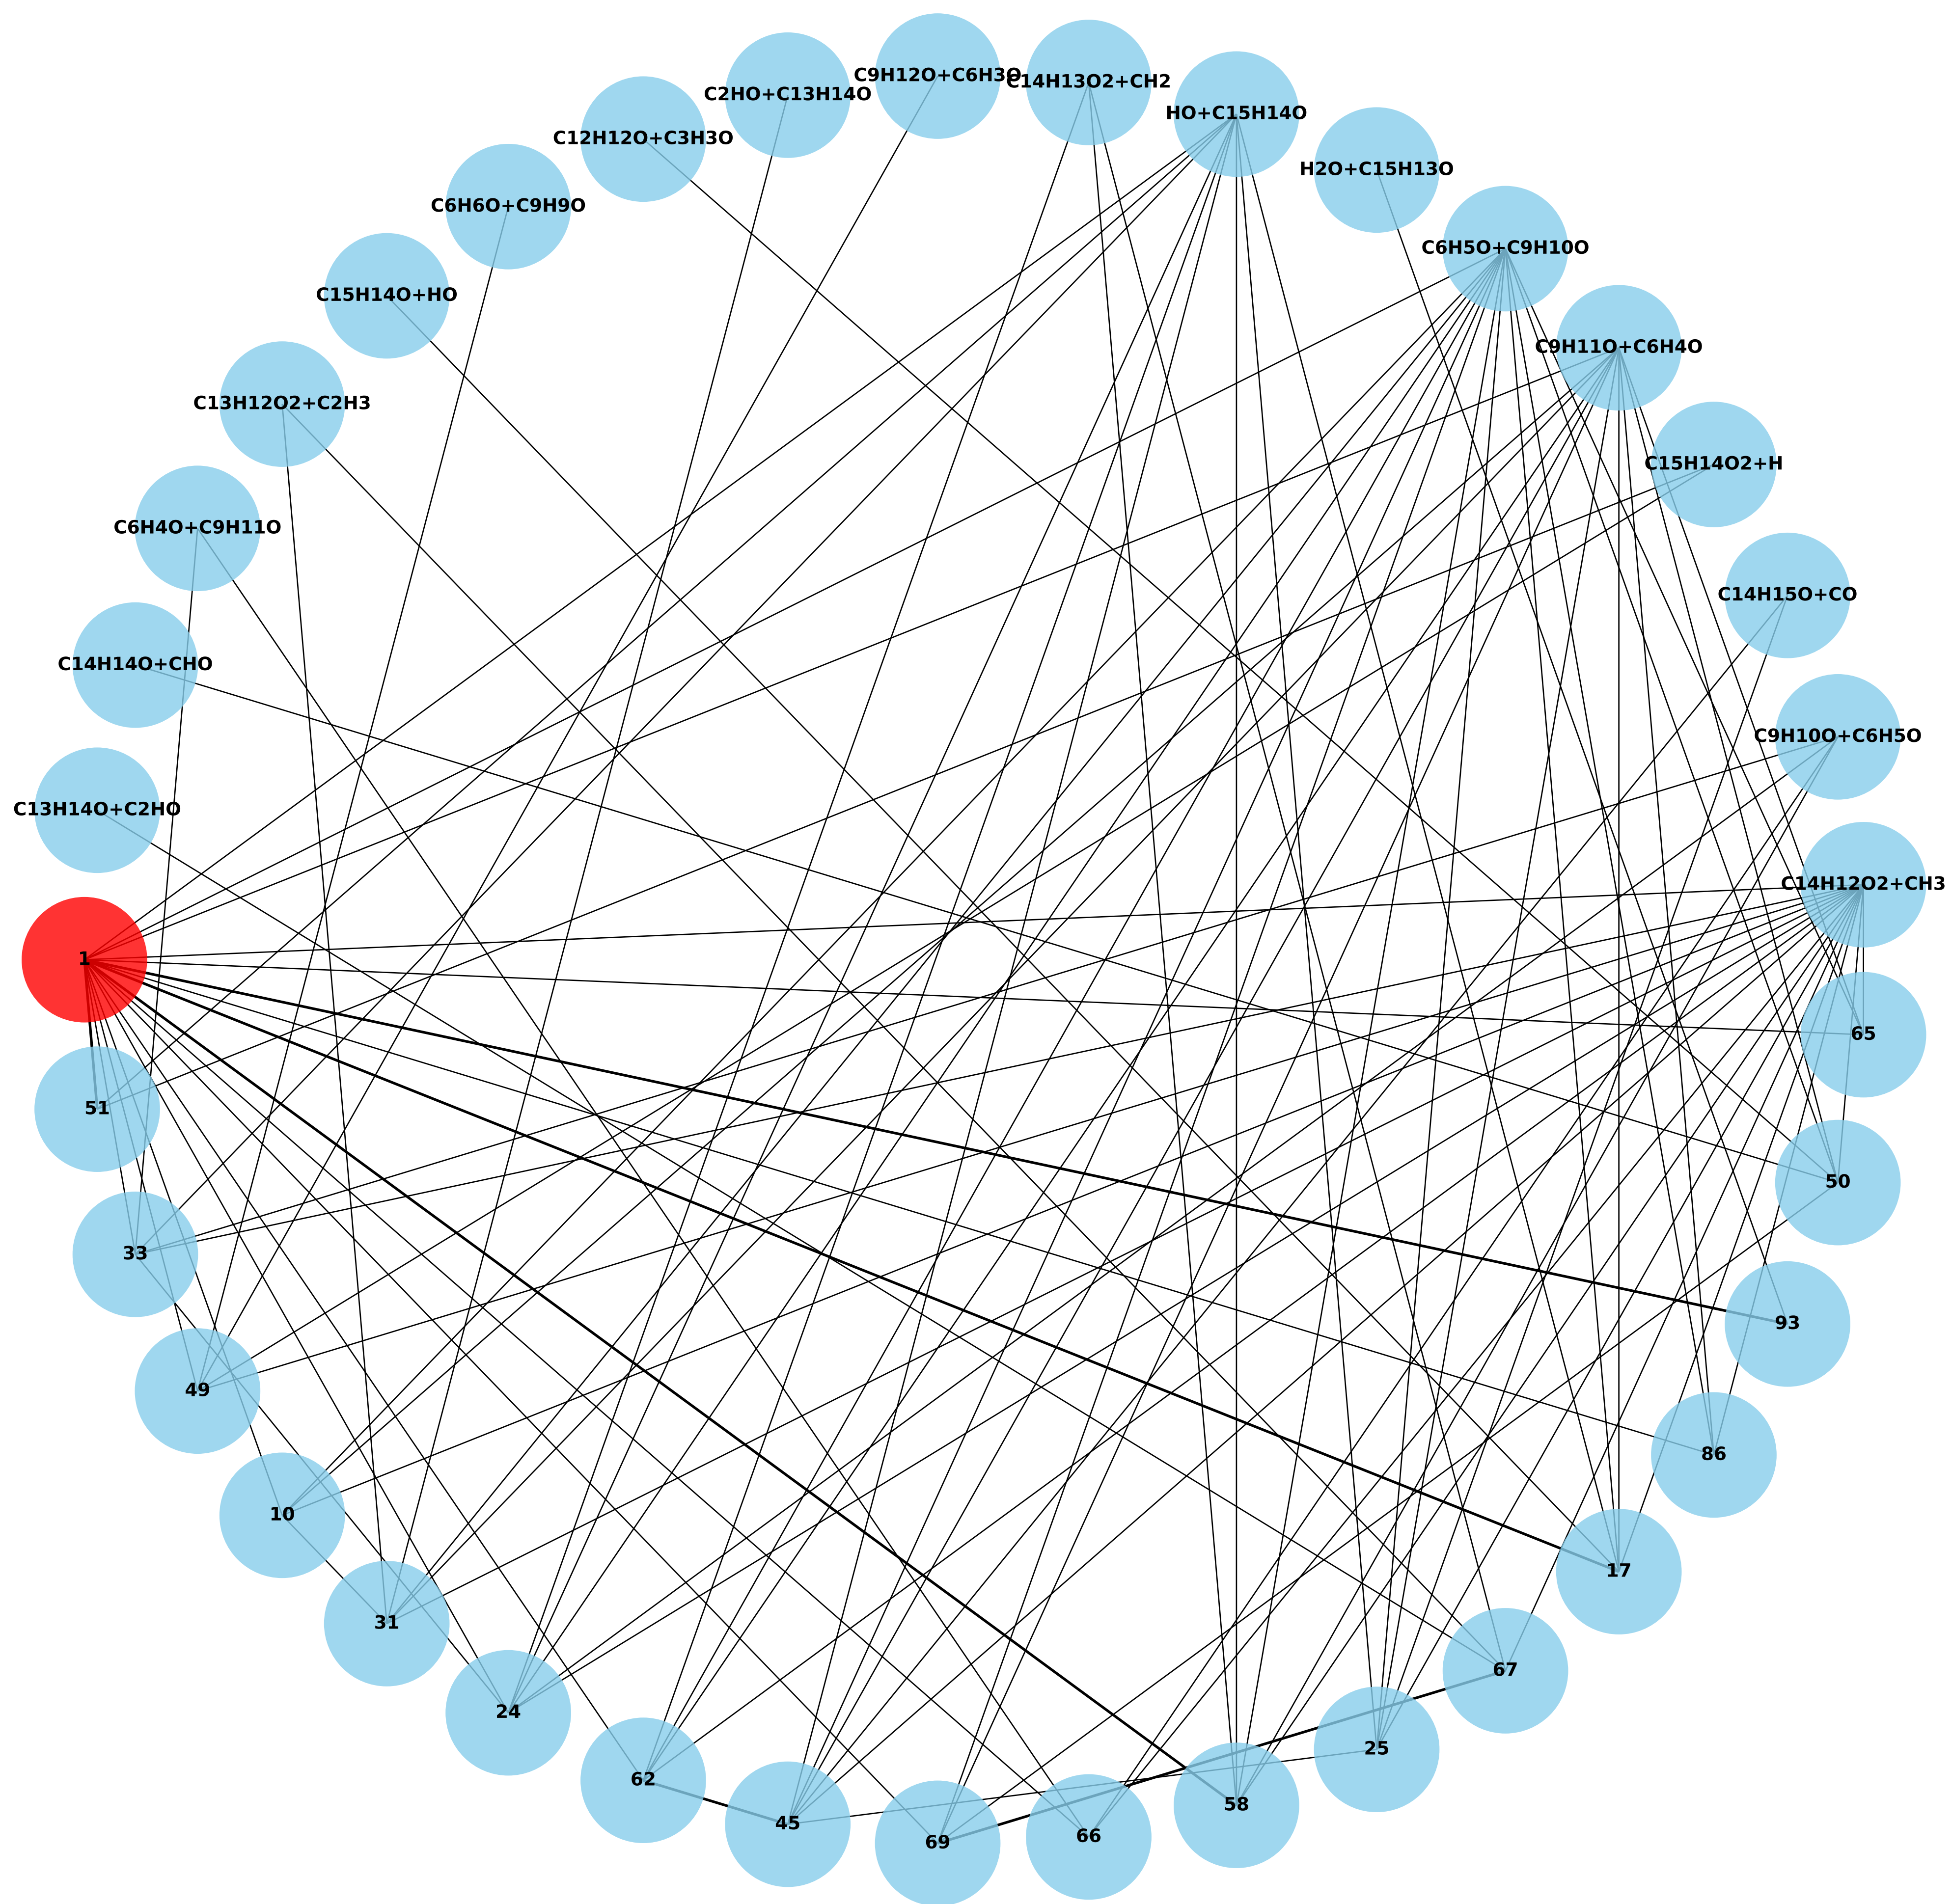 C9H12O+C6H3O
C14H13O2+CH2
C2HO+C13H14O
HO+C15H14O
C12H12O+C3H3O
H2O+C15H13O
C6H6O+C9H9O
C6H5O+C9H10O
C15H14O+HO
C9H11O+C6H4O
C13H12O2+C2H3
C15H14O2+H
C6H4O+C9H11O
C14H15O+CO
C14H14O+CHO
C9H10O+C6H5O
C13H14O+C2HO
C14H12O2+CH3
1
65
51
50
33
93
49
86
10
17
31
67
24
25
62
58
45
66
69